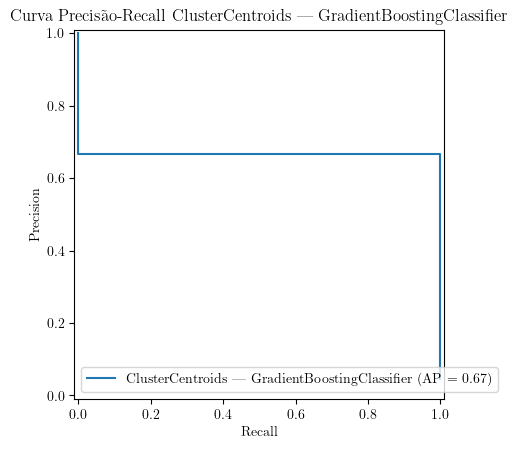 Curva Precisão-Recall ClusterCentroids — GradientBoostingClassifier
1.0
0.8
0.6
0.4
0.2
0.0
Precision
ClusterCentroids — GradientBoostingClassifier (AP = 0.67)
0.0 0.2 0.4 0.6 0.8 1.0
Recall